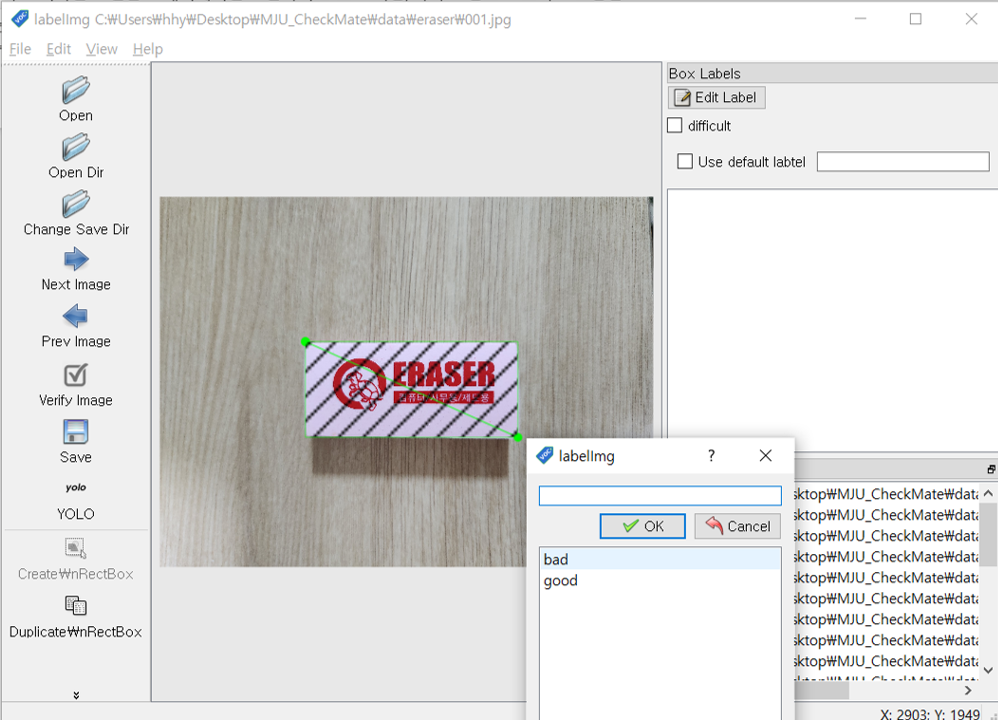 labelImg C:₩Users₩hhy₩Desktop₩MJU_CheckMate₩data₩eraser₩001.jpg
File Edit View Help
Open
Open Dir
Change Save Dir
Next Image
Prev Image
Verify Image
Save
yolo
YOLO
Create₩nRectBox
Duplicate₩nRectBox
ERASER
컴퓨터 사무용/제도용
Box Labels
Edit Label
difficult
Use default labtel
VOC labelImg ?
OK Cancel
bad
good
sktop₩MJU_CheckMate₩data
sktop₩MJU_CheckMate₩data
sktop₩MJU_CheckMate₩data
sktop₩MJU_CheckMate₩data
sktop₩MJU_CheckMate₩data
sktop₩MJU_CheckMate₩data
sktop₩MJU_CheckMate₩data
sktop₩MJU_CheckMate₩data
sktop₩MJU_CheckMate₩data
X: 2903; Y: 1949